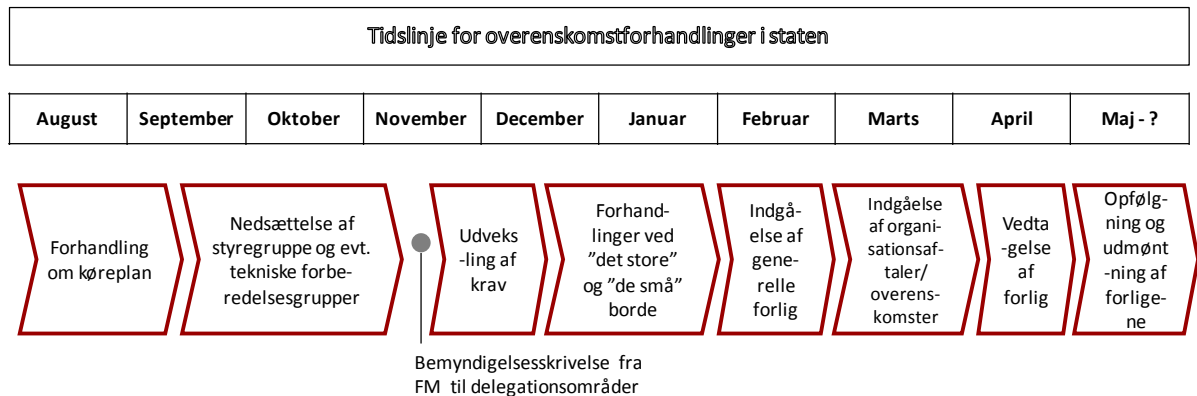 Tidslinje for overenskomstforhandlinger i staten
August
September
Oktober
November
December
Januar
Februar
Marts
April
Maj - ?
Forhandling
om køreplan
Nedsættelse af
styregruppe og evt.
tekniske forbe-
redelsesgrupper
Udveks
-ling af
krav
Forhand-
linger ved
”det store”
og ”de små”
borde
Indgå-
else af
gene-
relle
forlig
Indgåelse
af organi-
sationsaf-
taler/
overens-
komster
Vedta
-gelse
af
forlig
Opfølg-
ning og
udmønt
-ning af
forlige-
ne
Bemyndigelsesskrivelse fra
FM til delegationsområder